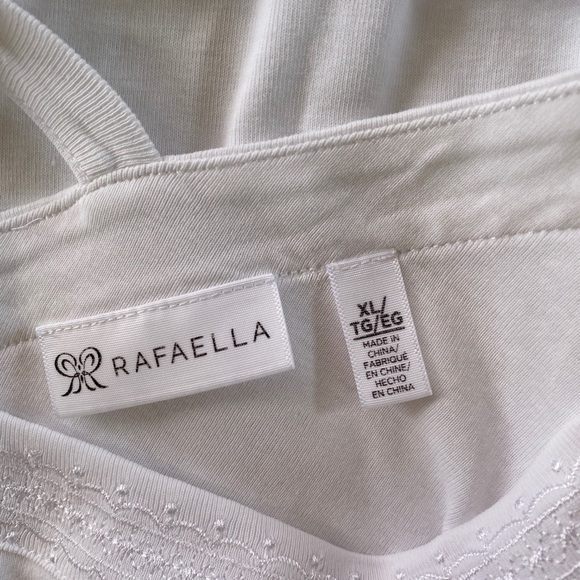 RAFAELLA
XL/
TG/EG
MADE IN
CHINA/
FABRIQUÉ
EN CHINE/
HECHO
EN CHINA